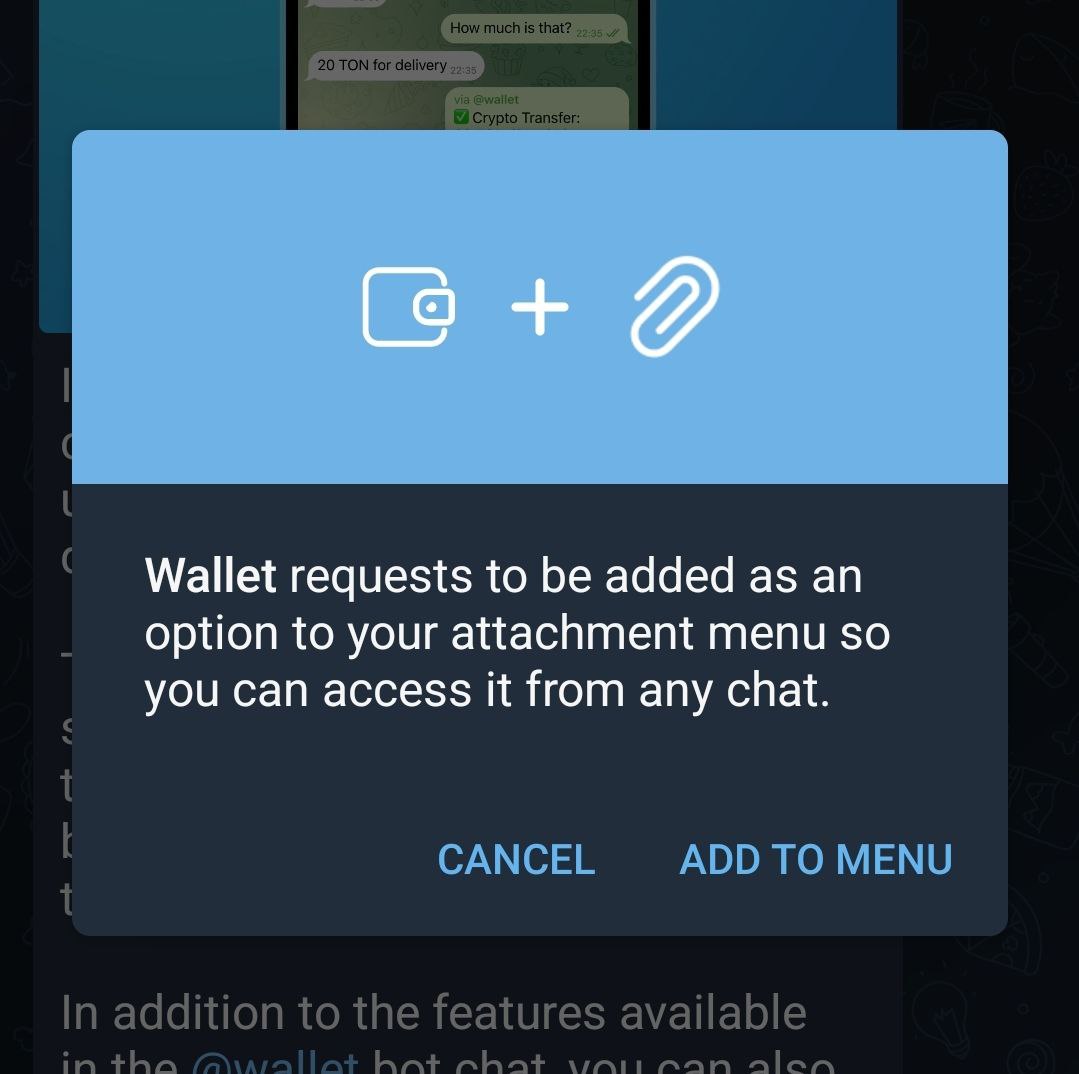 How much is that? 22:35
20 TON for delivery 22:35
via @wallet
✅ Crypto Transfer:
Wallet requests to be added as an
option to your attachment menu so
you can access it from any chat.
CANCEL ADD TO MENU
In addition to the features available
in the @wallet bot chat, you can also